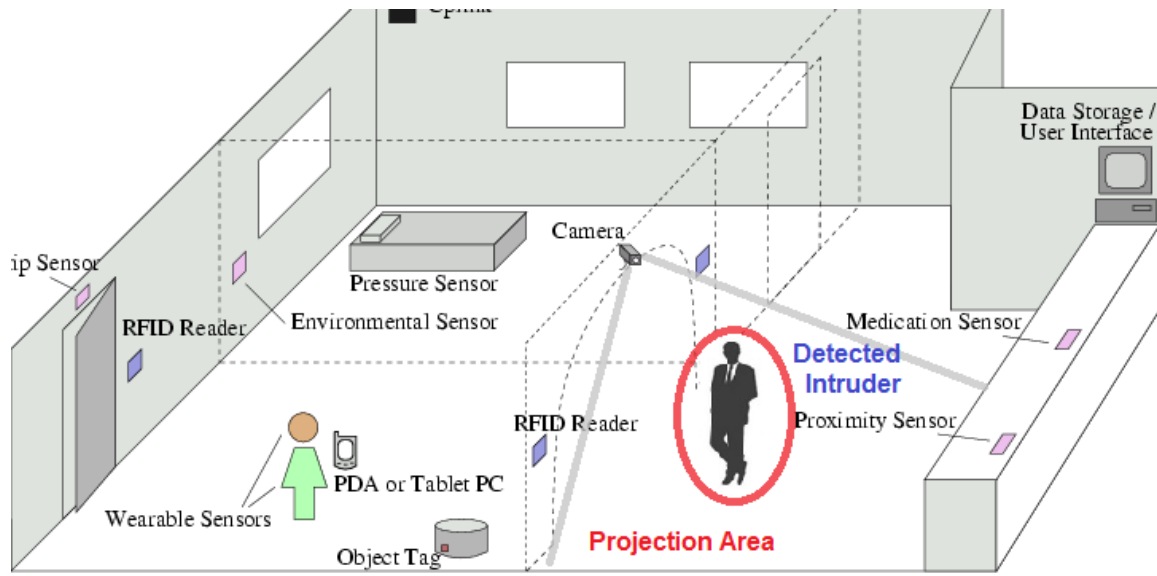 Data Storage /
User Interface
Camera
ip Sensor
Pressure Sensor
RFID Reader
Environmental Sensor
Medication Sensor
Detected
Intruder
RFID Reader
Proximity Sensor
PDA or Tablet PC
Wearable Sensors
Object Tag
Projection Area